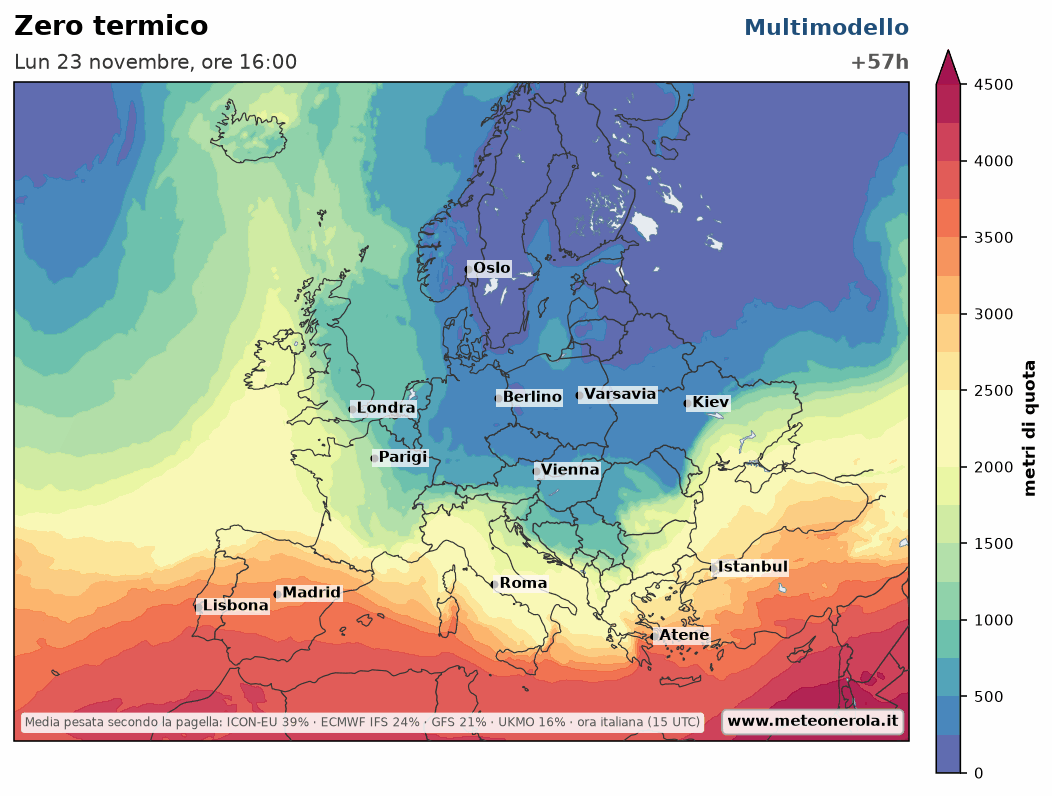 Zero termico
Multimodello
Lun 23 novembre, ore 16:00
+57h
4500
4000
3500
3000
2500
2000
1500
1000
500
0
metri di quota
Oslo
Berlino
Varsavia
Kiev
Londra
Parigi
Vienna
Istanbul
Roma
Madrid
Lisbona
Atene
Media pesata secondo la pagella: ICON-EU 39% · ECMWF IFS 24% · GFS 21% · UKMO 16% · ora italiana (15 UTC)
www.meteonerola.it